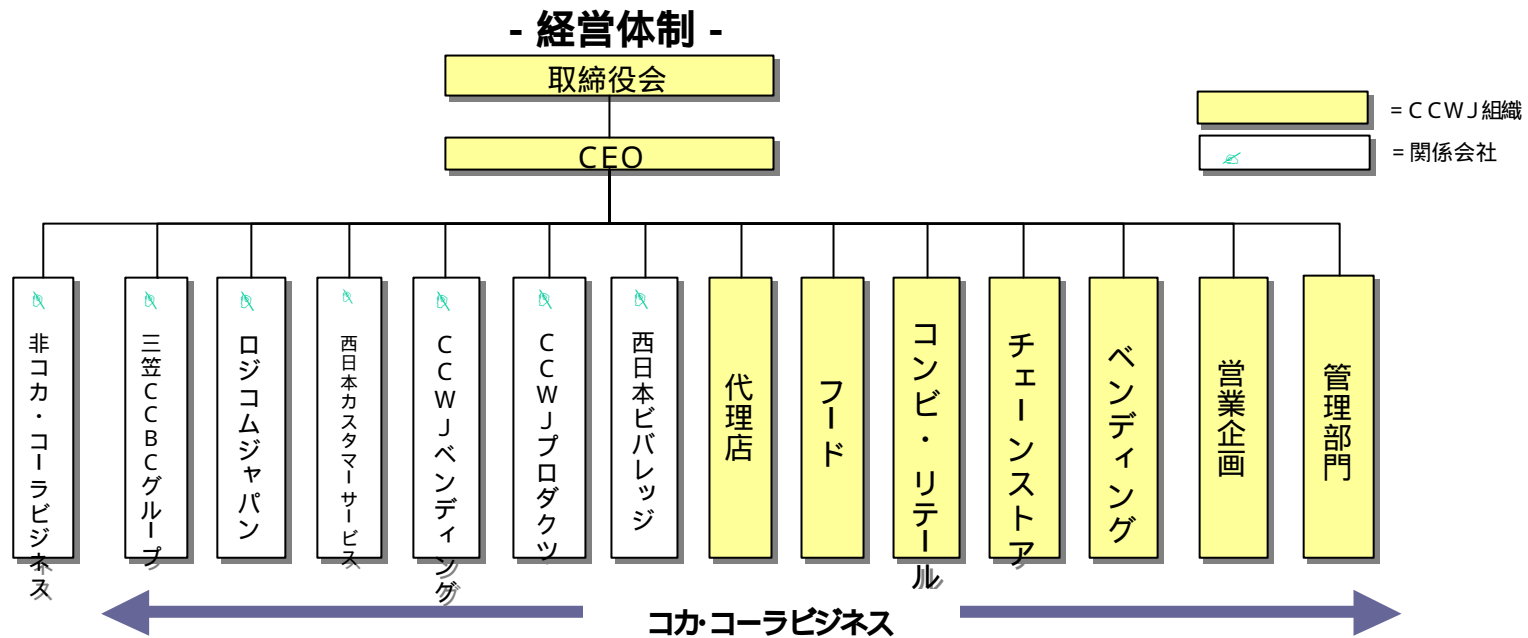 - 経営体制 -
取締役会
CEO
= ＣＣＷＪ組織
= 関係会社
非コカ・コーラビジネス
三笠ＣＣＢＣグループ
ロジコムジャパン
西日本カスタマーサービス
ＣＣＷＪベンディング
ＣＣＷＪプロダクツ
西日本ビバレッジ
代理店
フード
コンビ・リテール
チェーンストア
ベンディング
営業企画
管理部門
コカ・コーラビジネス